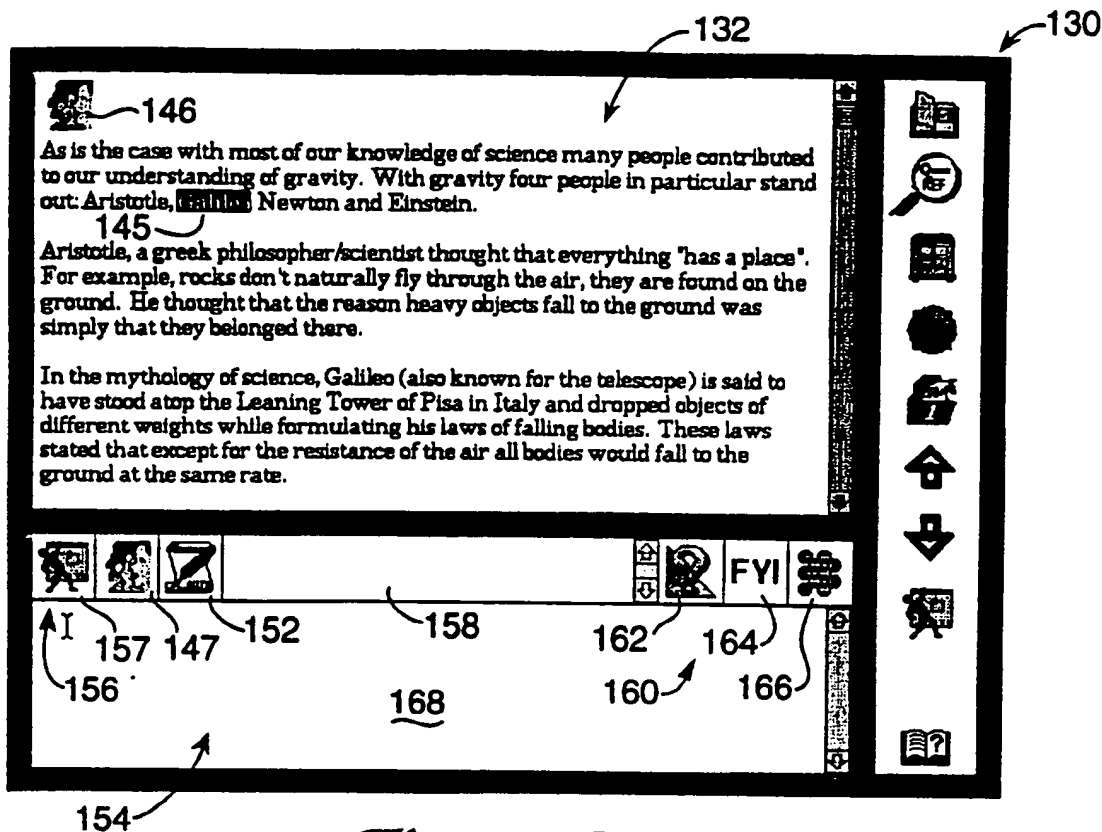 132
130
146
As is the case with most of our knowledge of science many people contributed
to our understanding of gravity. With gravity four people in particular stand
out: Aristotle, Newton and Einstein.
145
Aristotle, a greek philosopher/scientist thought that everything "has a place".
For example, rocks don't naturally fly through the air, they are found on the
ground. He thought that the reason heavy objects fall to the ground was
simply that they belonged there.
In the mythology of science, Galileo (also known for the telescope) is said to
have stood atop the Leaning Tower of Pisa in Italy and dropped objects of
different weights while formulating his laws of falling bodies. These laws
stated that except for the resistance of the air all bodies would fall to the
ground at the same rate.
REF
FYI
157 147 152 158 162 164
156 160 166
168
?
154